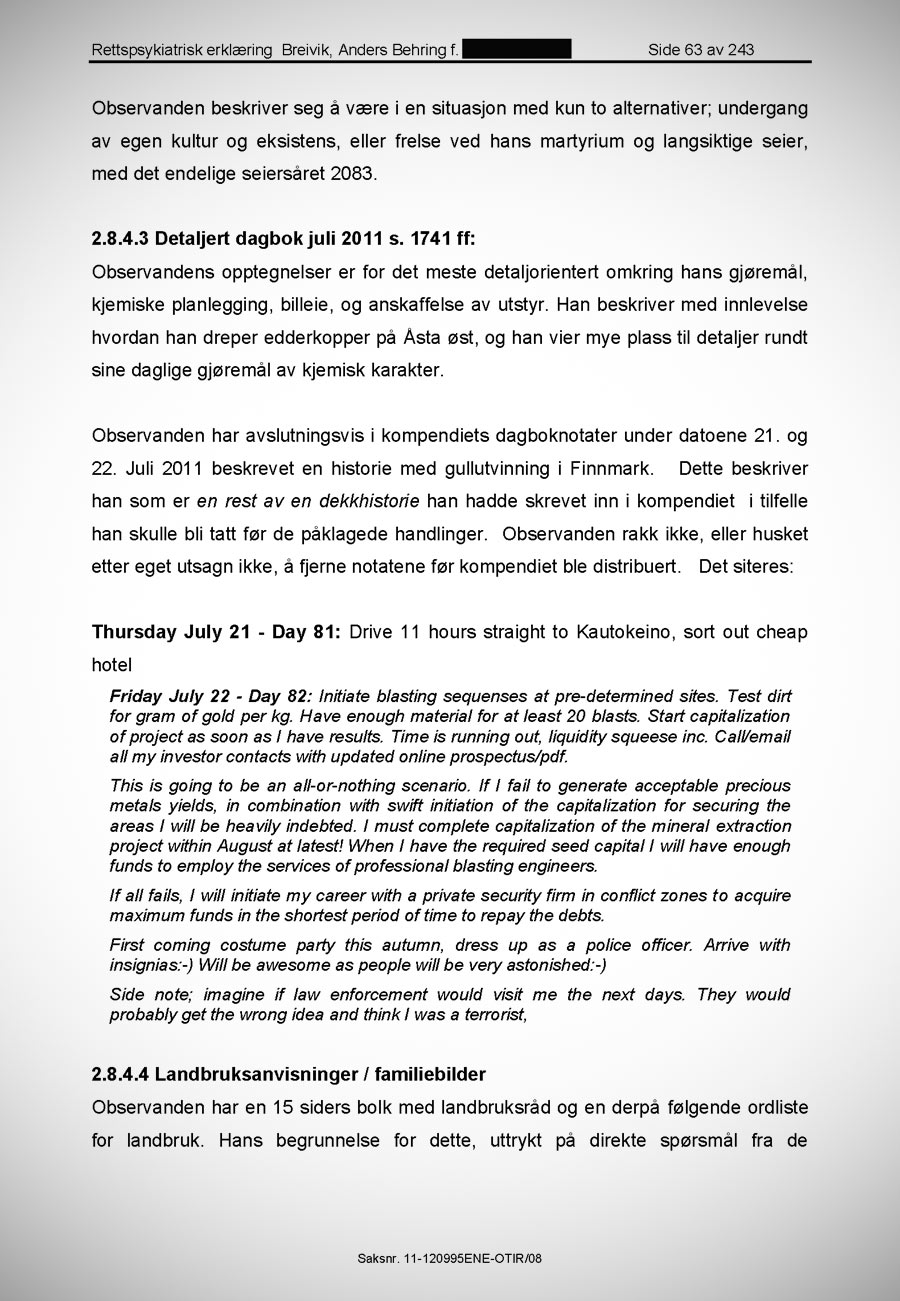 Rettspsykiatrisk erklæring Breivik, Anders Behring f. Side 63 av 243
Observanden beskriver seg å være i en situasjon med kun to alternativer; undergang
av egen kultur og eksistens, eller frelse ved hans martyrium og langsiktige seier,
med det endelige seiersåret 2083.
2.8.4.3 Detaljert dagbok juli 2011 s. 1741 ff:
Observandens opptegnelser er for det meste detaljorientert omkring hans gjøremål,
kjemiske planlegging, billeie, og anskaffelse av utstyr. Han beskriver med innlevelse
hvordan han dreper edderkopper på Åsta øst, og han vier mye plass til detaljer rundt
sine daglige gjøremål av kjemisk karakter.
Observanden har avslutningsvis i kompendiets dagboknotater under datoene 21. og
22. Juli 2011 beskrevet en historie med gullutvinning i Finnmark. Dette beskriver
han som er en rest av en dekkhistorie han hadde skrevet inn i kompendiet i tilfelle
han skulle bli tatt før de påklagede handlinger. Observanden rakk ikke, eller husket
etter eget utsagn ikke, å fjerne notatene før kompendiet ble distribuert. Det siteres:
Thursday July 21 - Day 81: Drive 11 hours straight to Kautokeino, sort out cheap
hotel
Friday July 22 - Day 82: Initiate blasting sequenses at pre-determined sites. Test dirt
for gram of gold per kg. Have enough material for at least 20 blasts. Start capitalization
of project as soon as I have results. Time is running out, liquidity squeese inc. Call/email
all my investor contacts with updated online prospectus/pdf.
This is going to be an all-or-nothing scenario. If I fail to generate acceptable precious
metals yields, in combination with swift initiation of the capitalization for securing the
areas I will be heavily indebted. I must complete capitalization of the mineral extraction
project within August at latest! When I have the required seed capital I will have enough
funds to employ the services of professional blasting engineers.
If all fails, I will initiate my career with a private security firm in conflict zones to acquire
maximum funds in the shortest period of time to repay the debts.
First coming costume party this autumn, dress up as a police officer. Arrive with
insignias:-) Will be awesome as people will be very astonished:-)
Side note; imagine if law enforcement would visit me the next days. They would
probably get the wrong idea and think I was a terrorist,
2.8.4.4 Landbruksanvisninger / familiebilder
Observanden har en 15 siders bolk med landbruksråd og en derpå følgende ordliste
for landbruk. Hans begrunnelse for dette, uttrykt på direkte spørsmål fra de
Saksnr. 11-120995ENE-OTIR/08